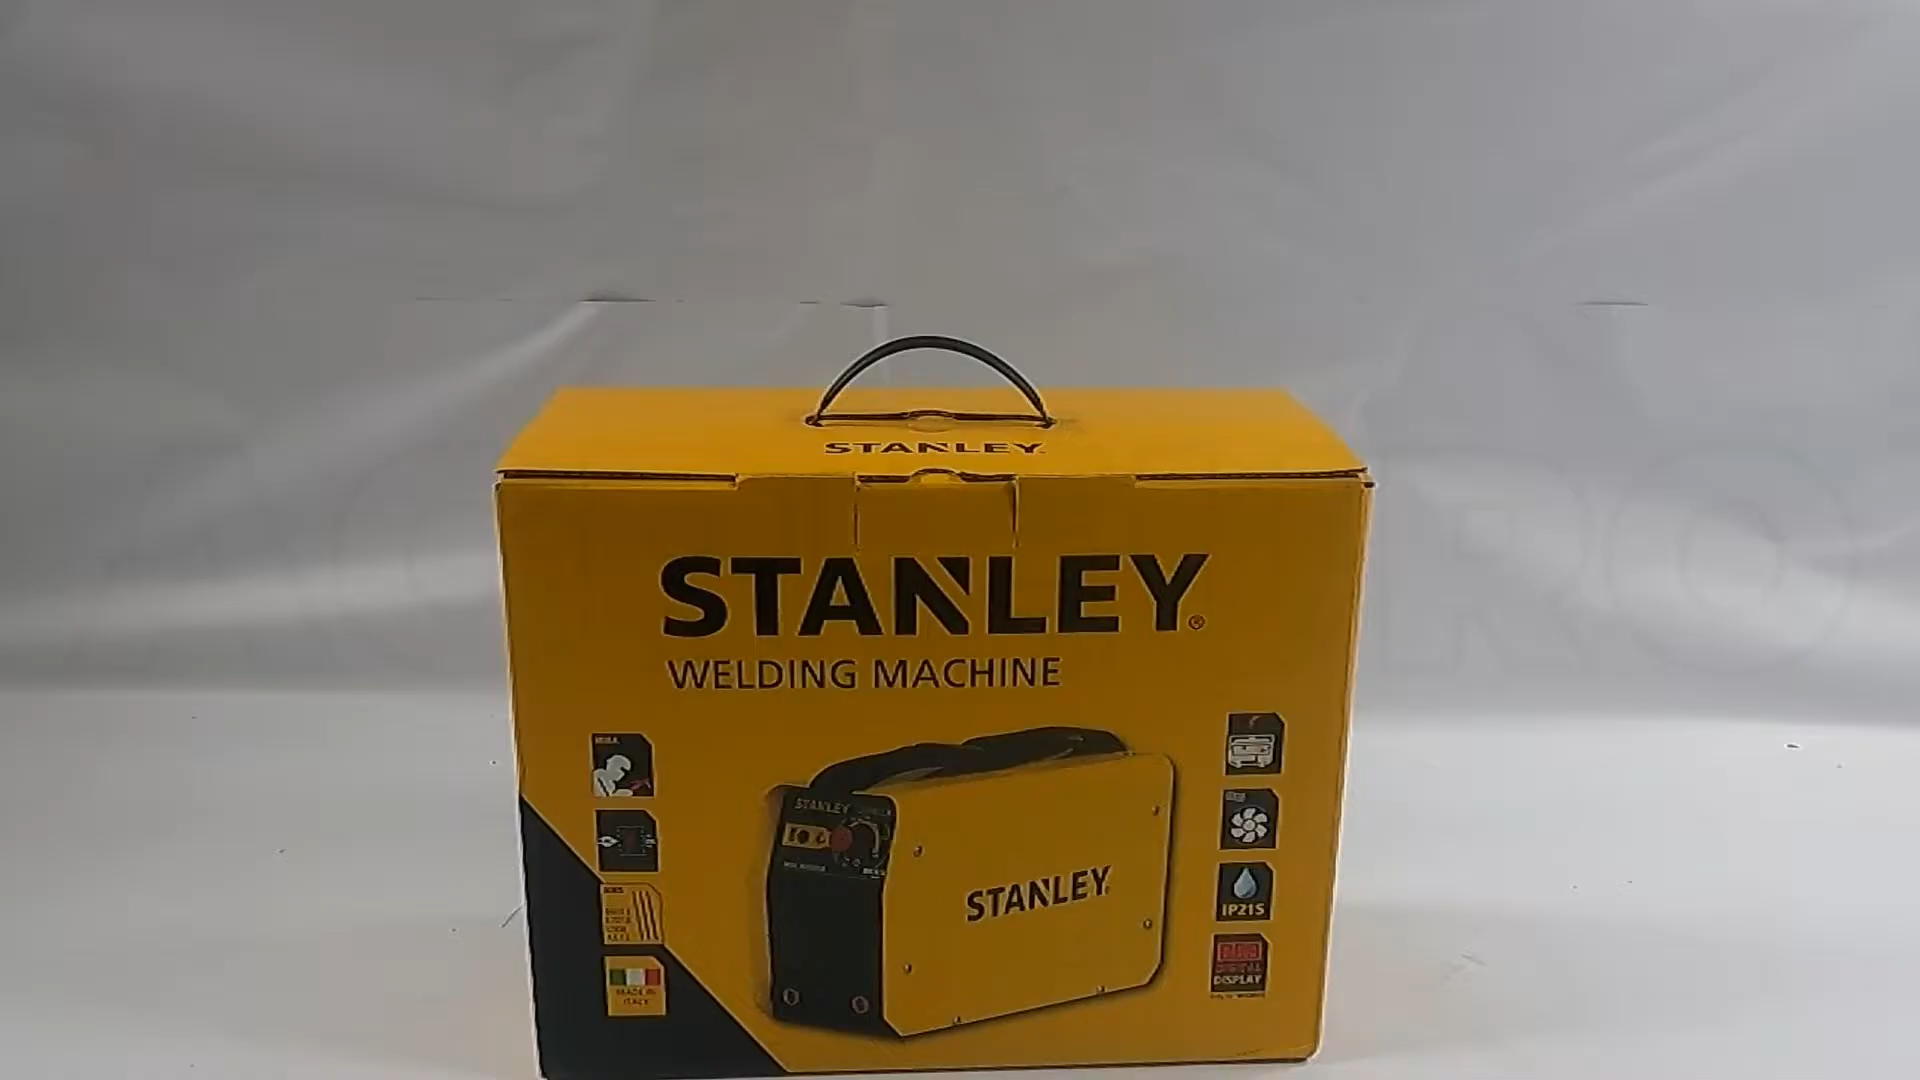 STANLEY
STANLEY®
WELDING MACHINE
STANLEY
STANLEY
IP21S
MADE IN
ITALY
DIGITAL
DISPLAY